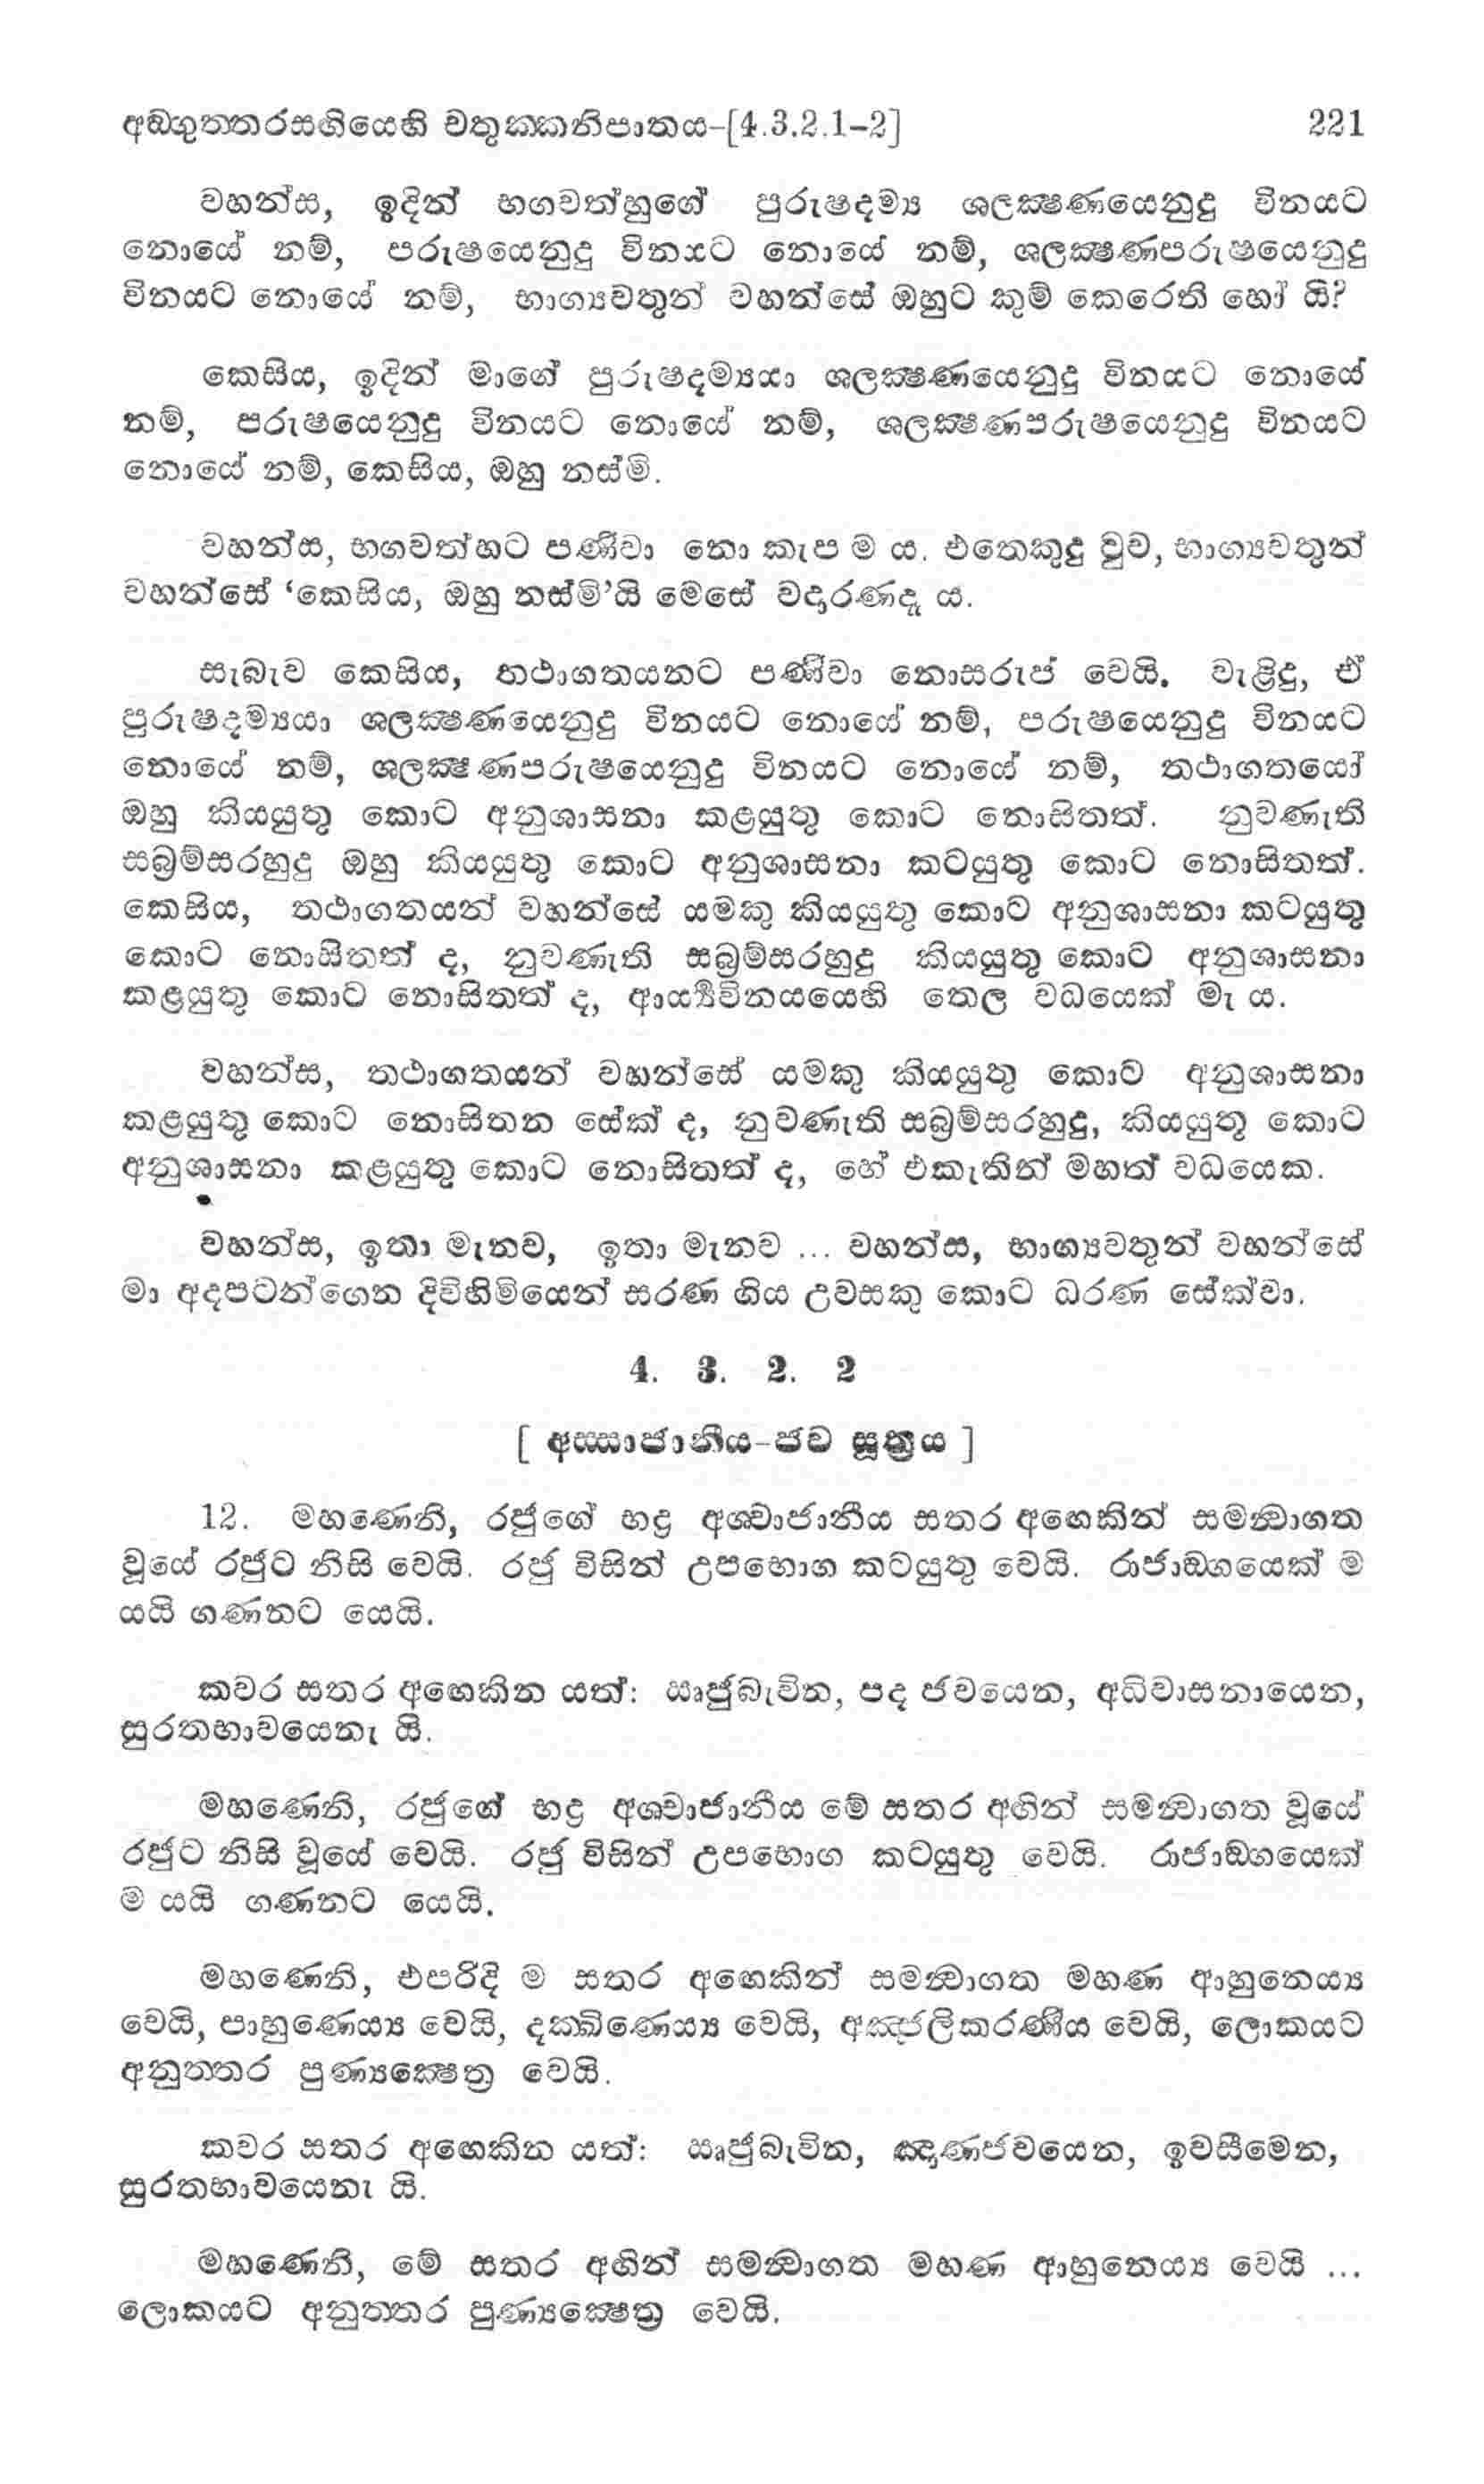 අඞ්ගුත්තරසඟියෙහි චතුක්කනිපාතය-[4.3.2.1-2] 221
වහන්ස, ඉදින් භගවත්හුගේ පුරුෂදම්‍ය ශලක්‍ෂණයෙනුදු විනයට
නොයේ නම්, පරුෂයෙනුදු විනයට නොයේ නම්, ශලක්‍ෂණපරුෂයෙනුදු
විනයට නොයේ නම්, භාග්‍යවතුන් වහන්සේ ඔහුට කුම් කෙරෙති හෝ යි?
කෙසිය, ඉදින් මාගේ පුරුෂදම්‍යයා ශලක්‍ෂණයෙනුදු විනයට නොයේ
නම්, පරුෂයෙනුදු විනයට නොයේ නම්, ශලක්‍ෂණපරුෂයෙනුදු විනයට
නොයේ නම්, කෙසිය, ඔහු නස්මි.
වහන්ස, භගවත්හට පණිවා නො කැප ම ය. එතෙකුදු වුව, භාග්‍යවතුන්
වහන්සේ ‘කෙසිය, ඔහු නස්මි’යි මෙසේ වදාරණදෑ ය.
සැබැව කෙසිය, තථාගතයනට පණිවා නොසරුප් වෙයි. වැළිදු, ඒ
පුරුෂදම්‍යයා ශලක්‍ෂණයෙනුදු විනයට නොයේ නම්, පරුෂයෙනුදු විනයට
නොයේ නම්, ශලක්‍ෂණපරුෂයෙනුදු විනයට නොයේ නම්, තථාගතයෝ
ඔහු කියයුතු කොට අනුශාසනා කළයුතු කොට නොසිතත්. නුවණැති
සබ්‍රම්සරහුදු ඔහු කියයුතු කොට අනුශාසනා කටයුතු කොට නොසිතත්.
කෙසිය, තථාගතයන් වහන්සේ යමකු කියයුතු කොට අනුශාසනා කටයුතු
කොට නොසිතත් ද, නුවණැති සබ්‍රම්සරහුදු කියයුතු කොට අනුශාසනා
කළයුතු කොට නොසිතත් ද, ආර්‍ය්‍යවිනයයෙහි තෙල වධයෙක් මැ ය.
වහන්ස, තථාගතයන් වහන්සේ යමකු කියයුතු කොට අනුශාසනා
කළයුතු කොට නොසිතන සේක් ද, නුවණැති සබ්‍රම්සරහුදු, කියයුතු කොට
අනුශාසනා කළයුතු කොට නොසිතත් ද, හේ එකැතින් මහත් වධයෙක.
වහන්ස, ඉතා මැනව, ඉතා මැනව ... වහන්ස, භාග්‍යවතුන් වහන්සේ
මා අදපටන්ගෙන දිවිහිමියෙන් සරණ ගිය උවසකු කොට ධරණ සේක්වා.
4. 3. 2. 2
[ අස්සාජානීය-ජව සූත්‍රය ]
12. මහණෙනි, රජුගේ භද්‍ර අශ්වාජානීය සතර අඟෙකින් සමන්‍වාගත
වූයේ රජුට නිසි වෙයි. රජු විසින් උපභොග කටයුතු වෙයි. රාජාඞ්ගයෙක් ම
යයි ගණනට යෙයි.
කවර සතර අඟෙකින යත්: ඍජුබැවින, පද ජවයෙන, අධිවාසනායෙන,
සුරතභාවයෙනැ යි.
මහණෙනි, රජුගේ භද්‍ර අශ්වාජානීය මේ සතර අඟින් සමන්‍වාගත වූයේ
රජුට නිසි වූයේ වෙයි. රජු විසින් උපභොග කටයුතු වෙයි. රාජාඞ්ගයෙක්
ම යයි ගණනට යෙයි.
මහණෙනි, එපරිදි ම සතර අඟෙකින් සමන්‍වාගත මහණ ආහුනෙය්‍ය
වෙයි, පාහුණෙය්‍ය වෙයි, දක්ඛිණෙය්‍ය වෙයි, අඤ්ජලිකරණීය වෙයි, ලොකයට
අනුත්තර පුණ්‍යක්‍ෂෙත්‍ර වෙයි.
කවර සතර අඟෙකින යත්: ඍජුබැවින, ඤාණජවයෙන, ඉවසීමෙන,
සුරතභාවයෙනැ යි.
මහණෙනි, මේ සතර අඟින් සමන්‍වාගත මහණ ආහුනෙය්‍ය වෙයි ...
ලොකයට අනුත්තර පුණ්‍යක්‍ෂෙත්‍ර වෙයි.